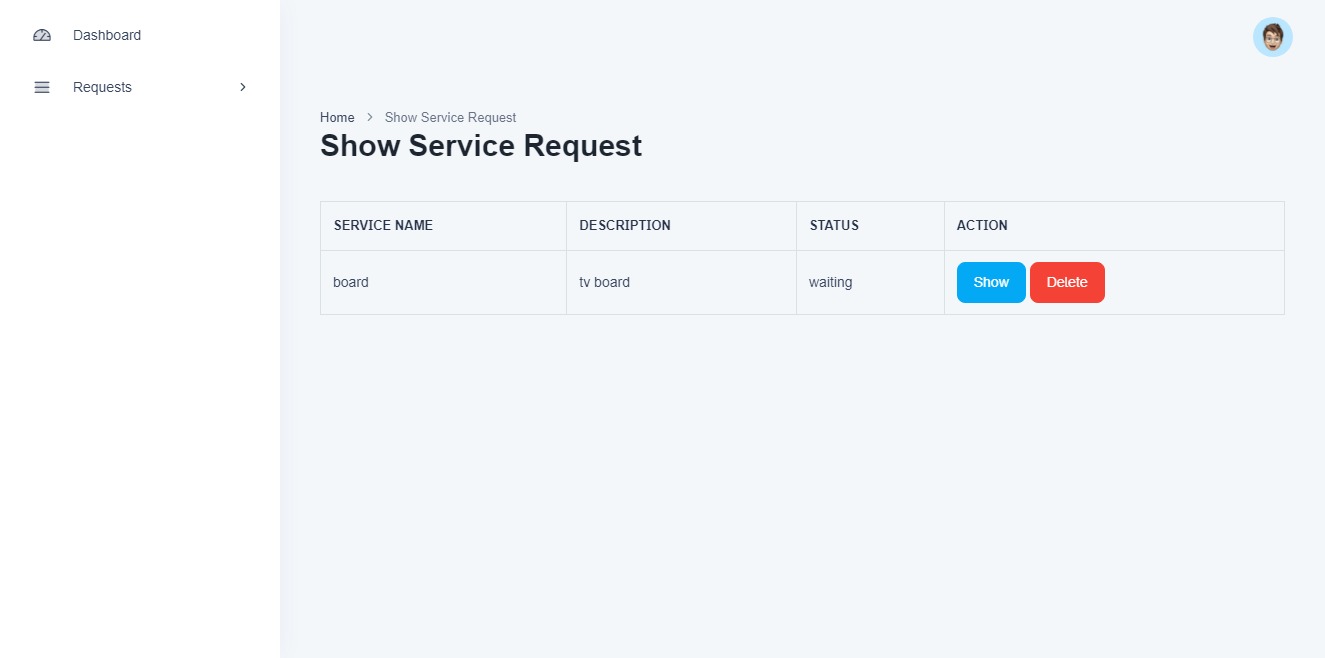 Dashboard
Requests
Home > Show Service Request
Show Service Request
SERVICE NAME DESCRIPTION STATUS ACTION
board tv board waiting Show Delete